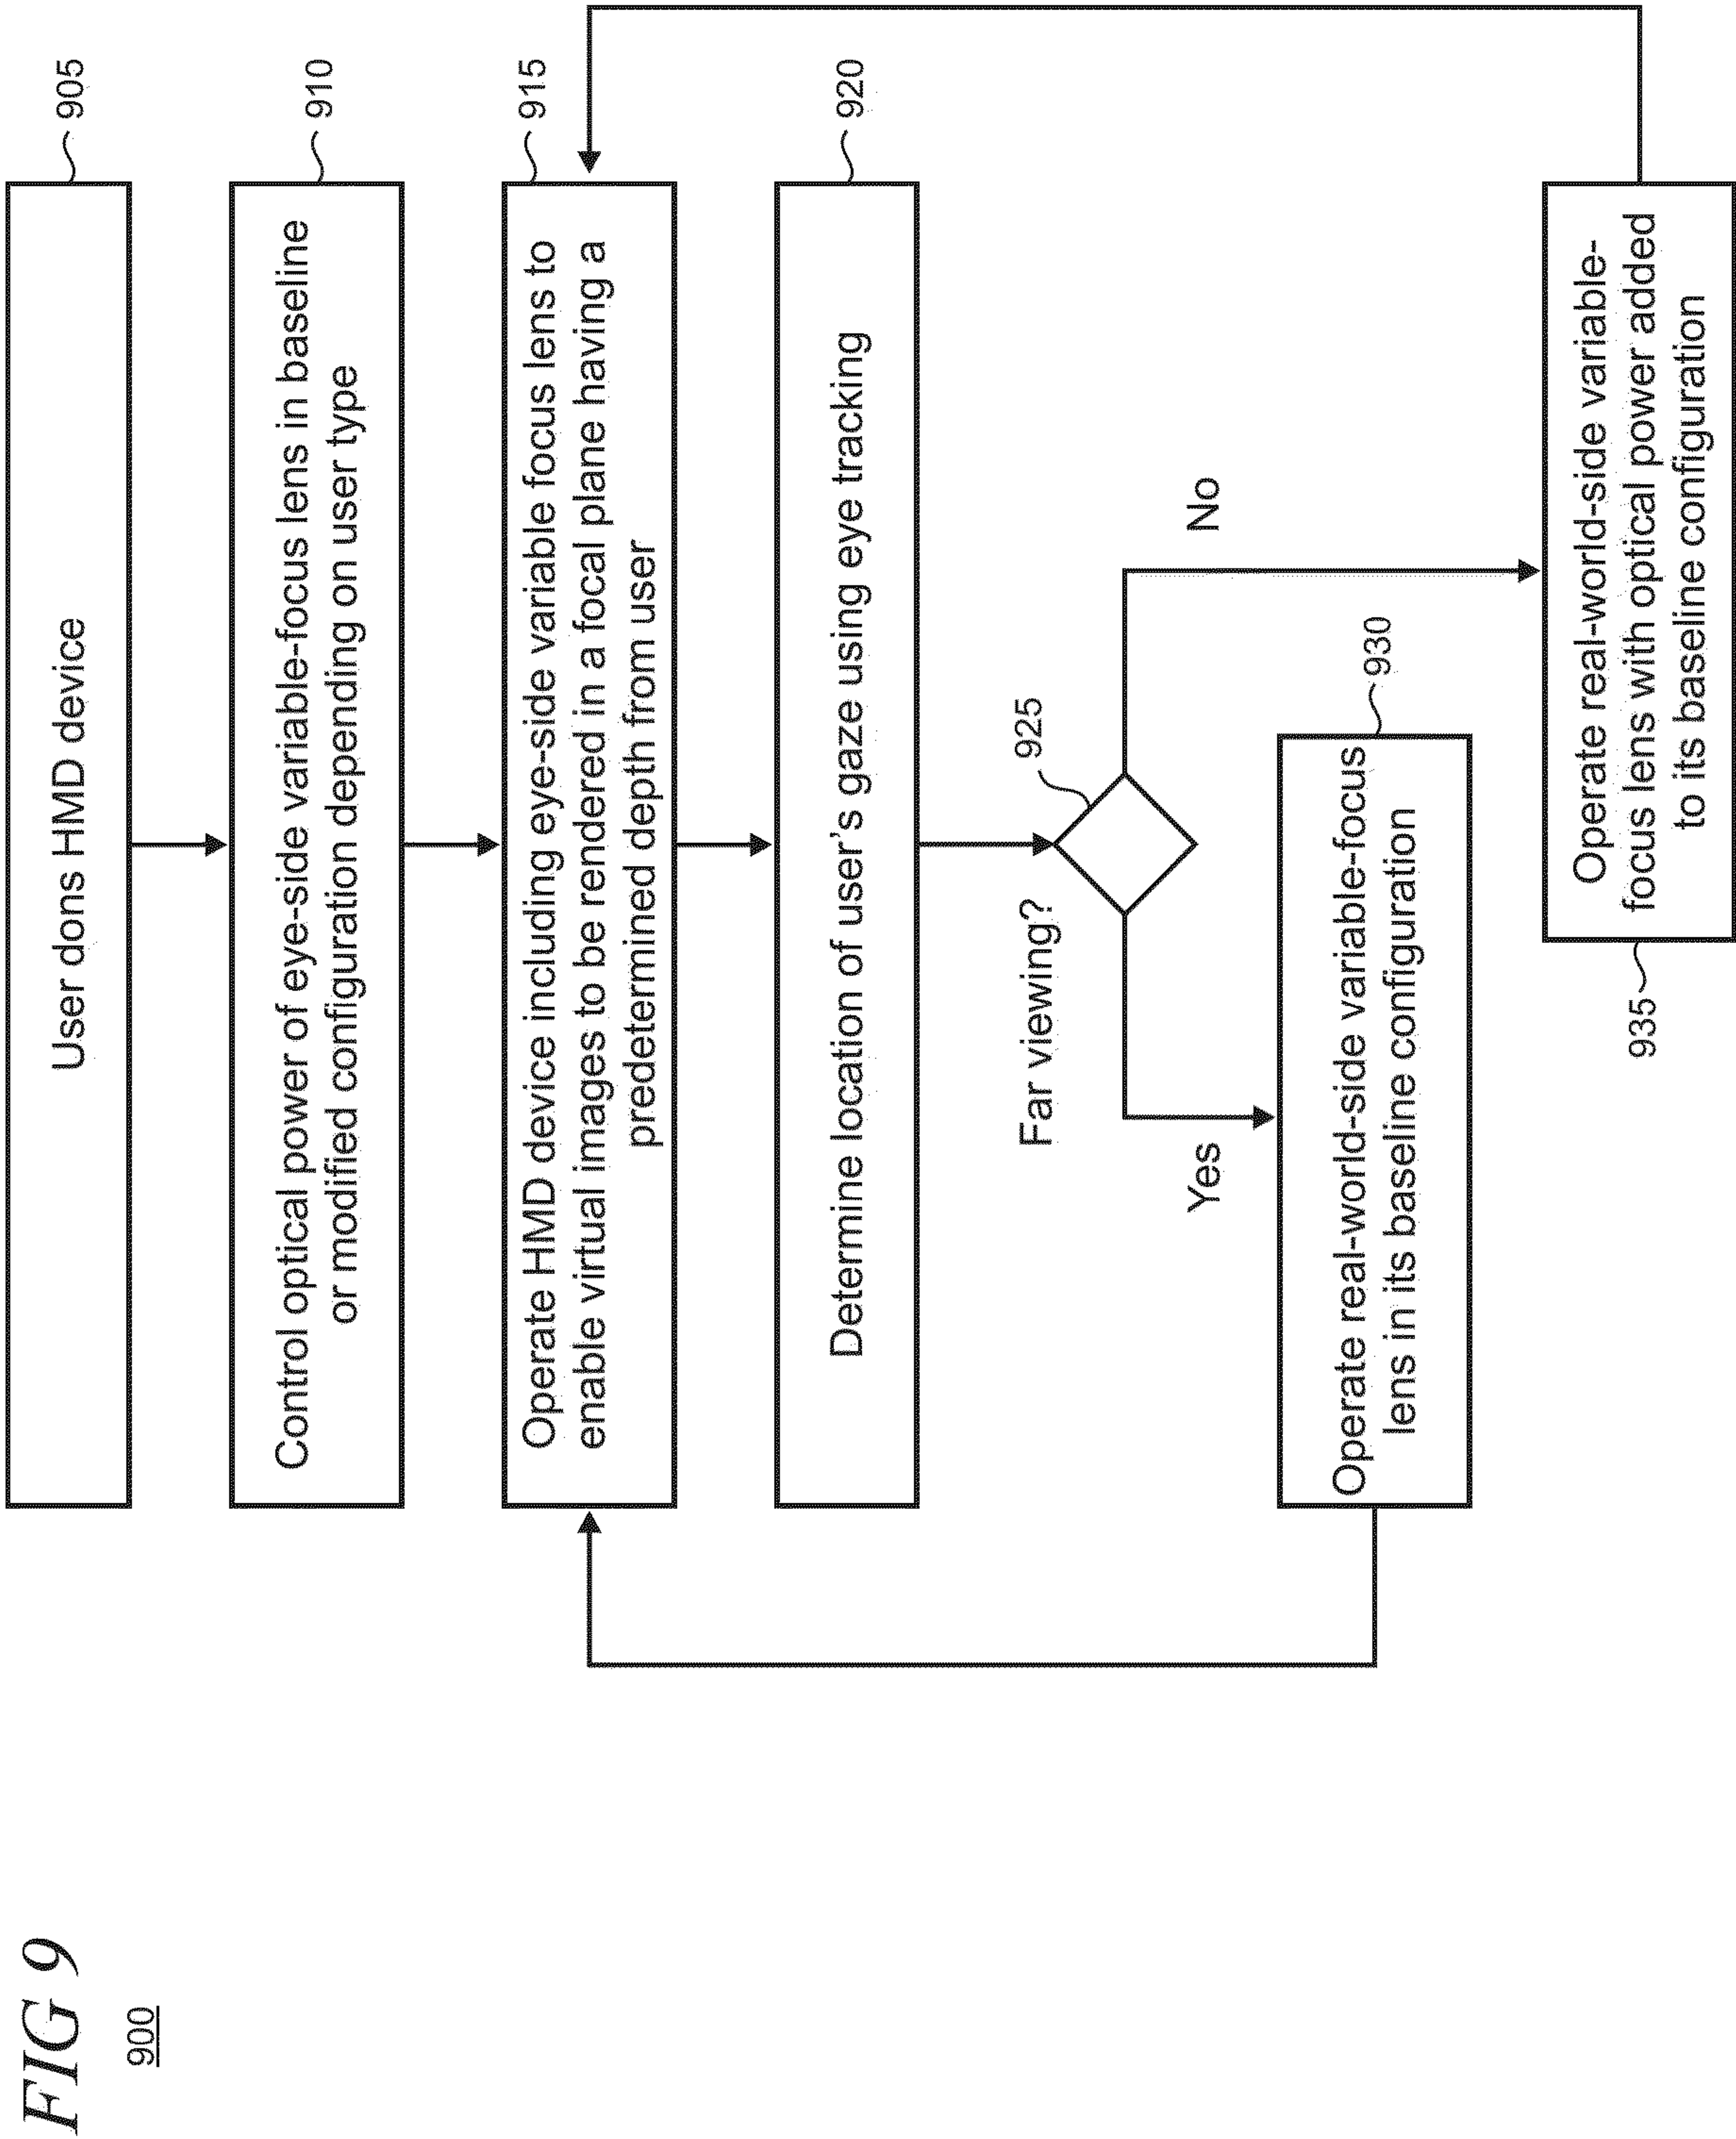 FIG 9
900
User dons HMD device
905
Control optical power of eye-side variable-focus lens in baseline
or modified configuration depending on user type
910
Operate HMD device including eye-side variable focus lens to
enable virtual images to be rendered in a focal plane having a
predetermined depth from user
915
Determine location of user's gaze using eye tracking
920
Far viewing?
925
Yes
No
Operate real-world-side variable-focus
lens in its baseline configuration
930
Operate real-world-side variable-
focus lens with optical power added
to its baseline configuration
935